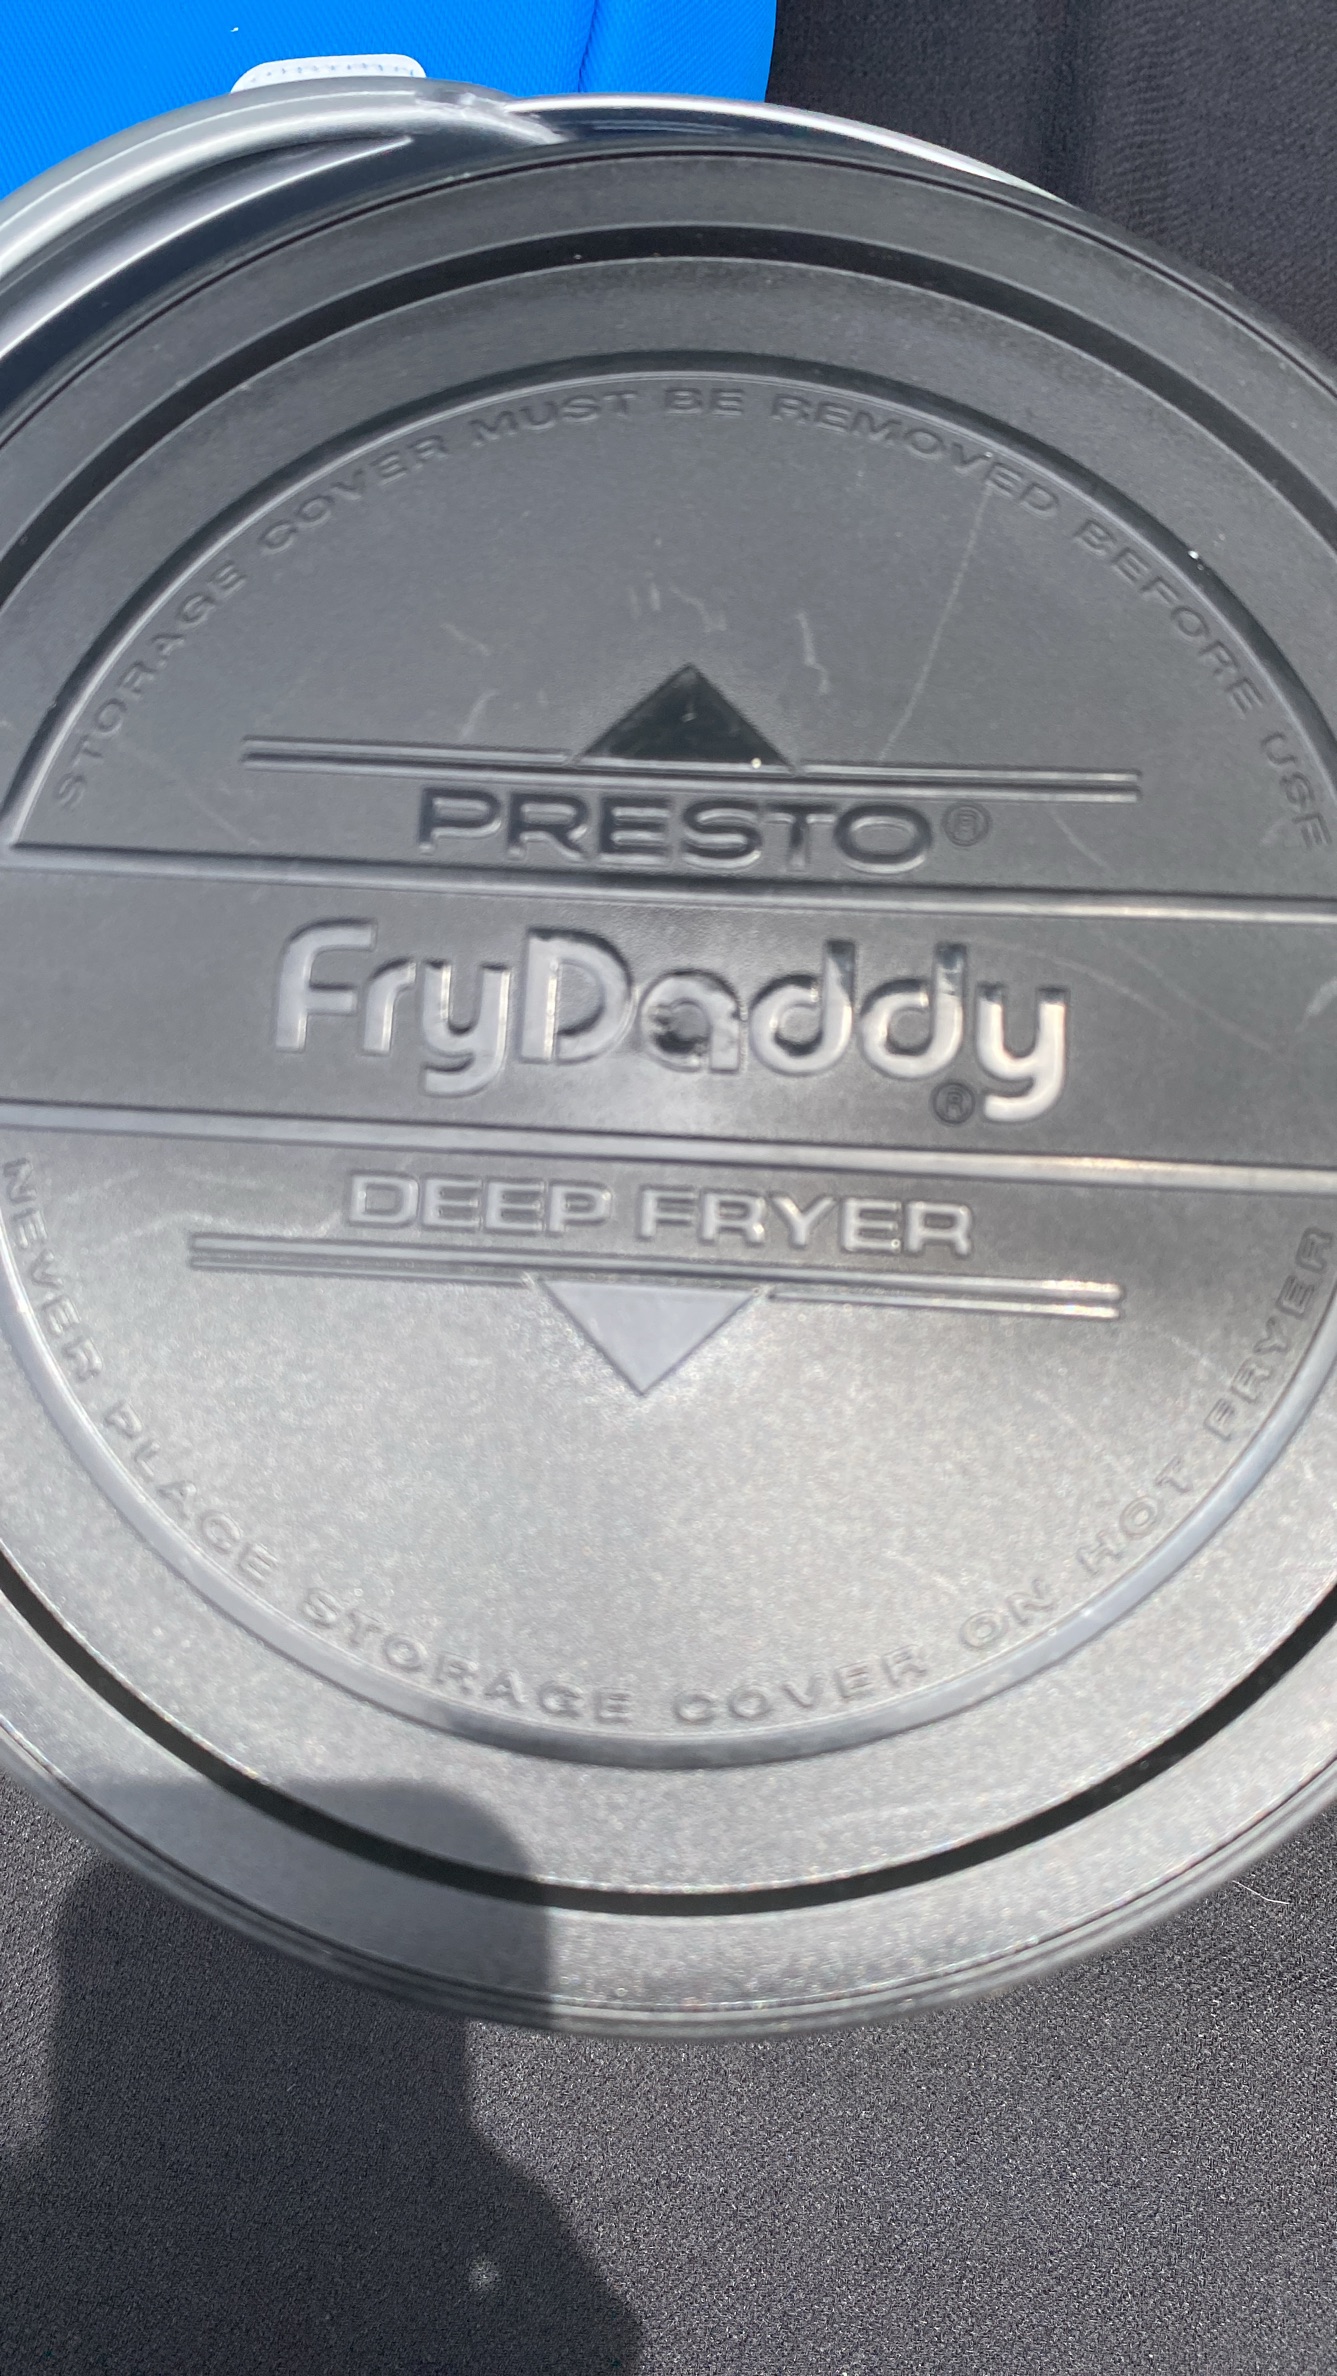 STORAGE COVER MUST BE REMOVED BEFORE USE
PRESTO®
FryDaddy®
DEEP FRYER
NEVER PLACE STORAGE COVER ON HOT FRYER